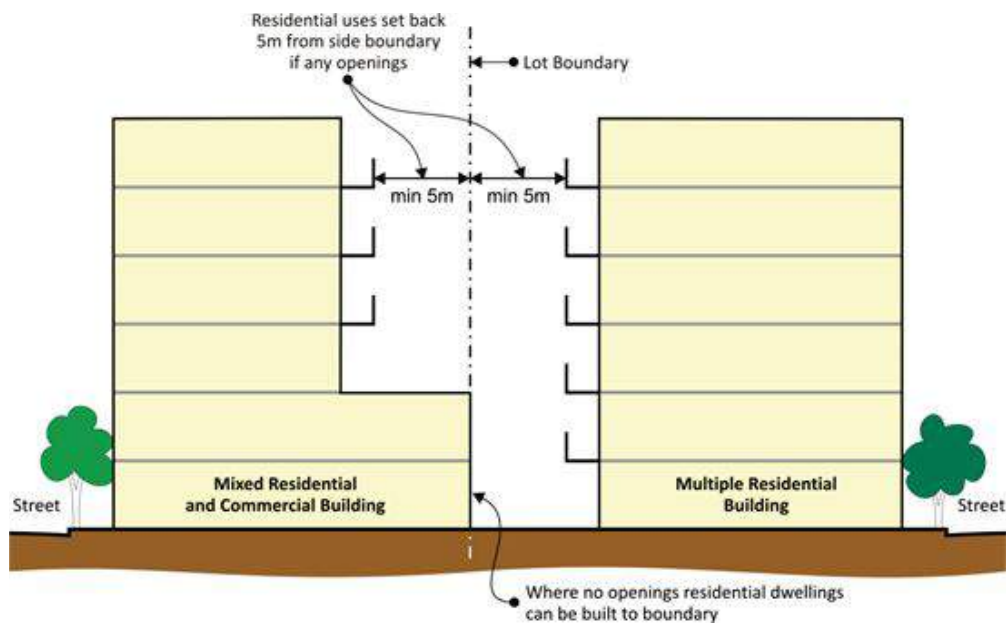 Residential uses set back
5m from side boundary
if any openings
Lot Boundary
min 5m
min 5m
Mixed Residential
and Commercial Building
Multiple Residential
Building
Street
Street
Where no openings residential dwellings
can be built to boundary